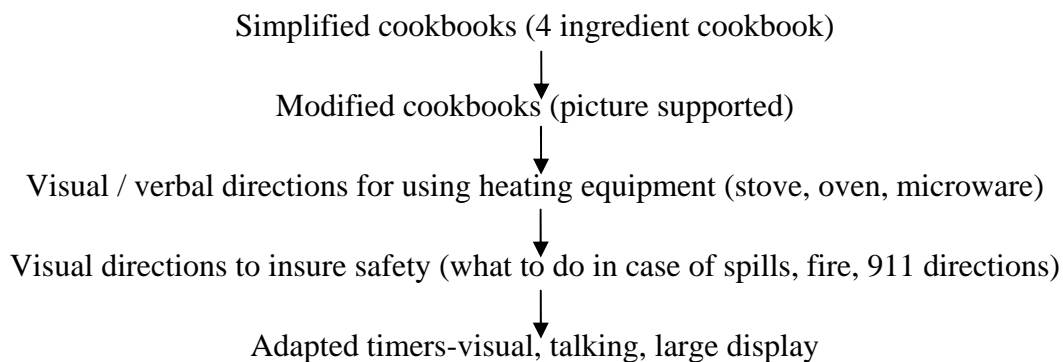 Simplified cookbooks (4 ingredient cookbook)
Modified cookbooks (picture supported)
Visual / verbal directions for using heating equipment (stove, oven, microware)
Visual directions to insure safety (what to do in case of spills, fire, 911 directions)
Adapted timers-visual, talking, large display